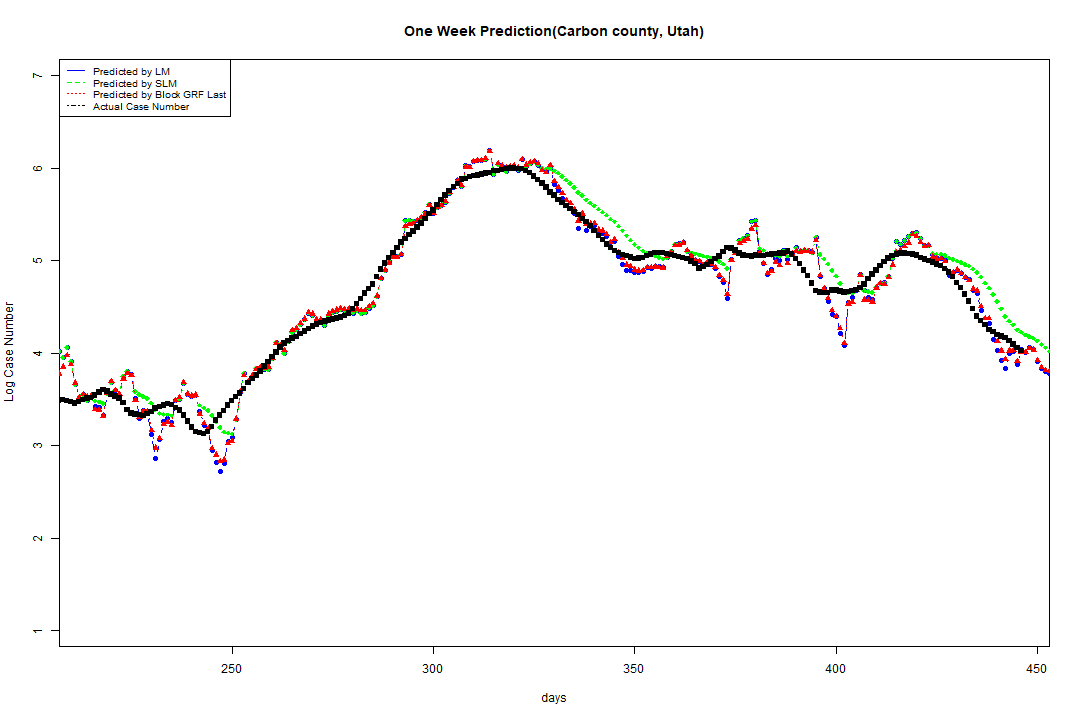 One Week Prediction(Carbon county, Utah)
Predicted by LM
Predicted by SLM
Predicted by Block GRF Last
Actual Case Number
7
6
5
4
3
2
1
Log Case Number
250 300 350 400 450
days